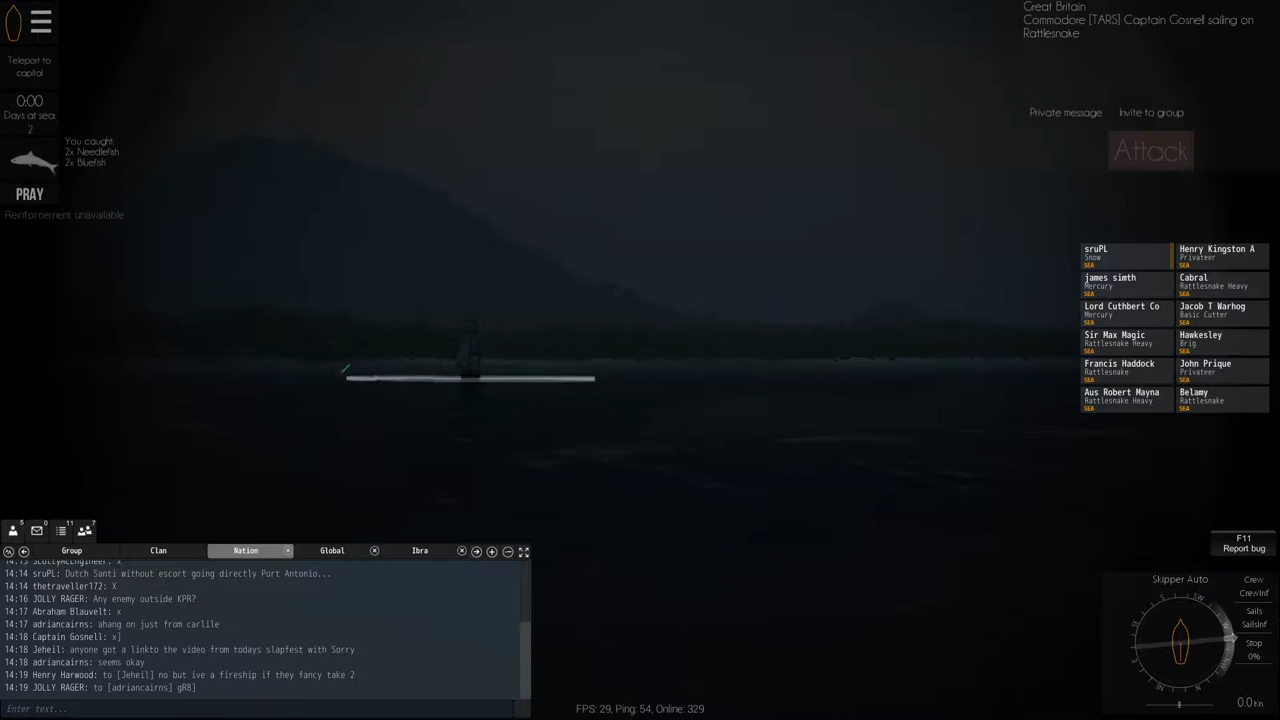 Great Britain
Commodore [TARS] Captain Gosnell sailing on
Rattlesnake
Teleport to
capital
0:00
Days at sea:
2
You caught:
2x Needlefish
2x Bluefish
PRAY
Reinforcement unavailable
Private message Invite to group
Attack
sruPL
Snow
SEA
Henry Kingston A
Privateer
SEA
james simth
Mercury
SEA
Cabral
Rattlesnake Heavy
SEA
Lord Cuthbert Co
Mercury
SEA
Jacob T Warhog
Basic Cutter
SEA
Sir Max Magic
Rattlesnake Heavy
SEA
Hawkesley
Brig
SEA
Francis Haddock
Rattlesnake
SEA
John Prique
Privateer
SEA
Aus Robert Mayna
Rattlesnake Heavy
SEA
Belamy
Rattlesnake
SEA
5 0 11 7
Group Clan Nation Global Ibra
14:14 sruPL: Dutch Santi without escort going directly Port Antonio...
14:14 thetraveller172: X
14:16 JOLLY RAGER: Any enemy outside KPR?
14:17 Abraham Blauvelt: x
14:17 adriancairns: ahang on just from carlile
14:18 Captain Gosnell: x]
14:18 Jeheil: anyone got a linkto the video from todays slapfest with Sorry
14:18 adriancairns: seems okay
14:19 Henry Harwood: to [Jeheil] no but ive a fireship if they fancy take 2
14:19 JOLLY RAGER: to [adriancairns] gR8]
Enter text...
FPS: 29, Ping: 54, Online: 329
F11
Report bug
Skipper Auto
Crew
CrewInf
Sails
SailsInf
Stop
0%
S SW W NW NE E SE
0.0 Kn